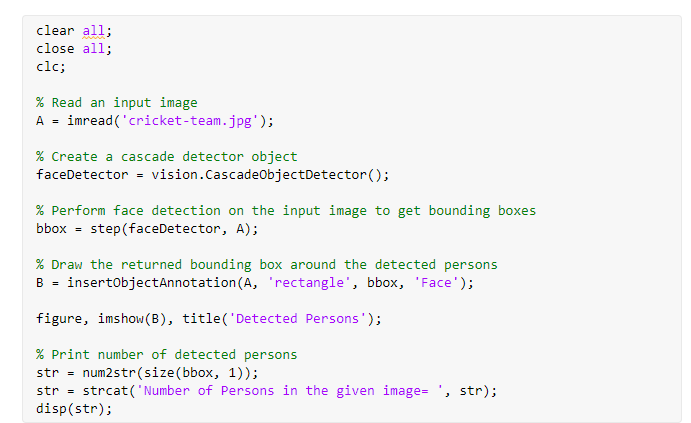 clear all;
close all;
clc;
% Read an input image
A = imread('cricket-team.jpg');
% Create a cascade detector object
faceDetector = vision.CascadeObjectDetector();
% Perform face detection on the input image to get bounding boxes
bbox = step(faceDetector, A);
% Draw the returned bounding box around the detected persons
B = insertObjectAnnotation(A, 'rectangle', bbox, 'Face');
figure, imshow(B), title('Detected Persons');
% Print number of detected persons
str = num2str(size(bbox, 1));
str = strcat('Number of Persons in the given image= ', str);
disp(str);